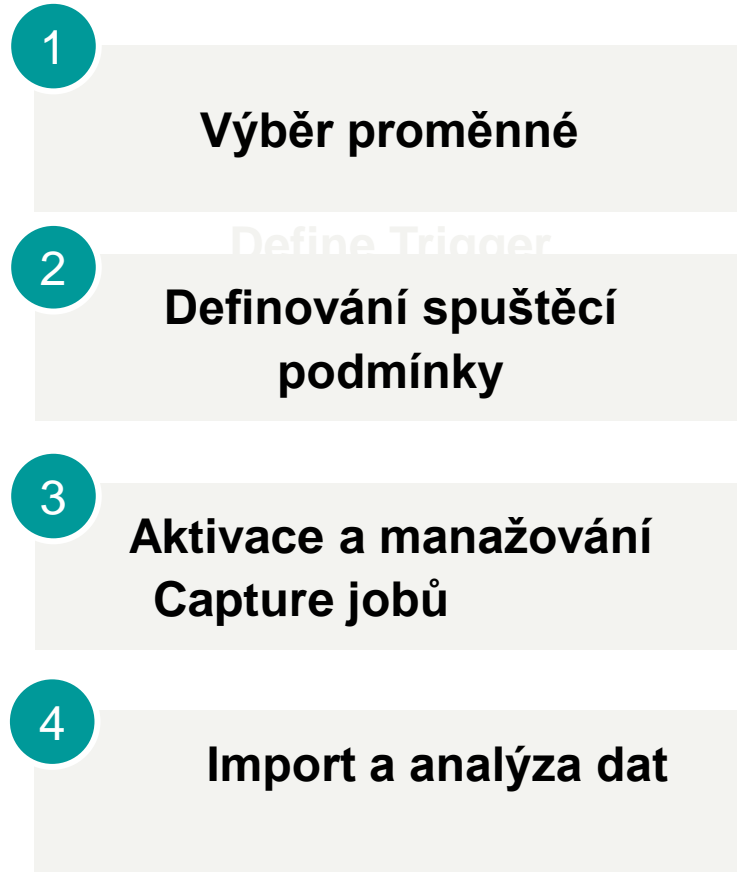 1
Výběr proměnné
Define Trigger
2
Definování spuštěcí
podmínky
3
Aktivace a manažování
Capture jobů
4
Import a analýza dat